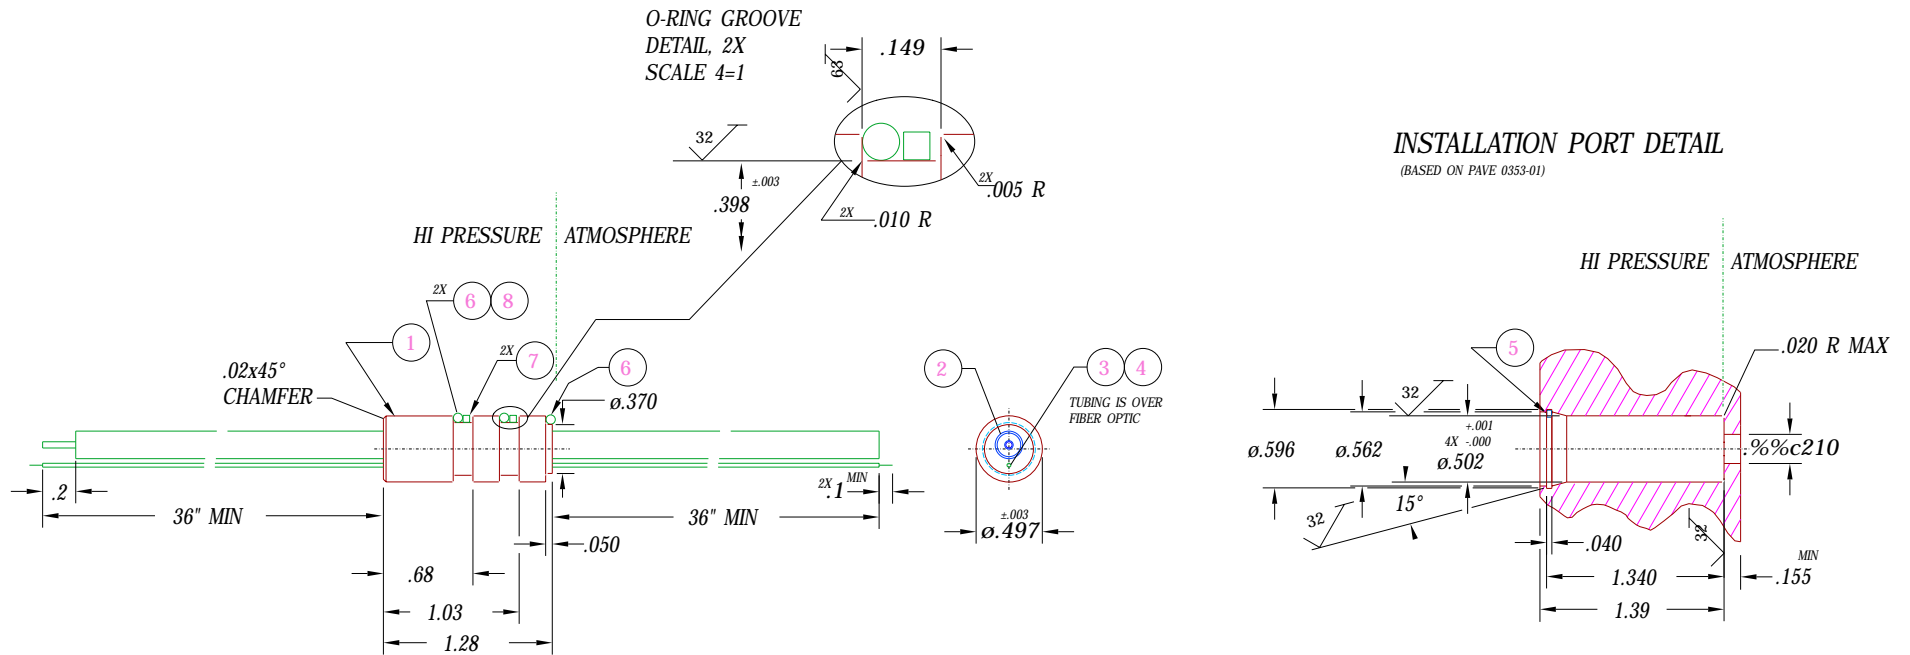 O-RING GROOVE
DETAIL, 2X
SCALE 4=1
63
.149
32
±.003
.398
2X
.005 R
2X
.010 R
HI PRESSURE
ATMOSPHERE
2X
6
8
1
2X
7
6
.02x45°
CHAMFER
ø.370
.2
36" MIN
2X
.1
MIN
36" MIN
.050
.68
1.03
1.28
2
3
4
TUBING IS OVER
FIBER OPTIC
±.003
ø.497
INSTALLATION PORT DETAIL
(BASED ON PAVE 0353-01)
HI PRESSURE
ATMOSPHERE
5
.020 R MAX
32
ø.596
ø.562
+.001
4X -.000
ø.502
.%%c210
15°
32
32
.040
1.340
MIN
.155
1.39